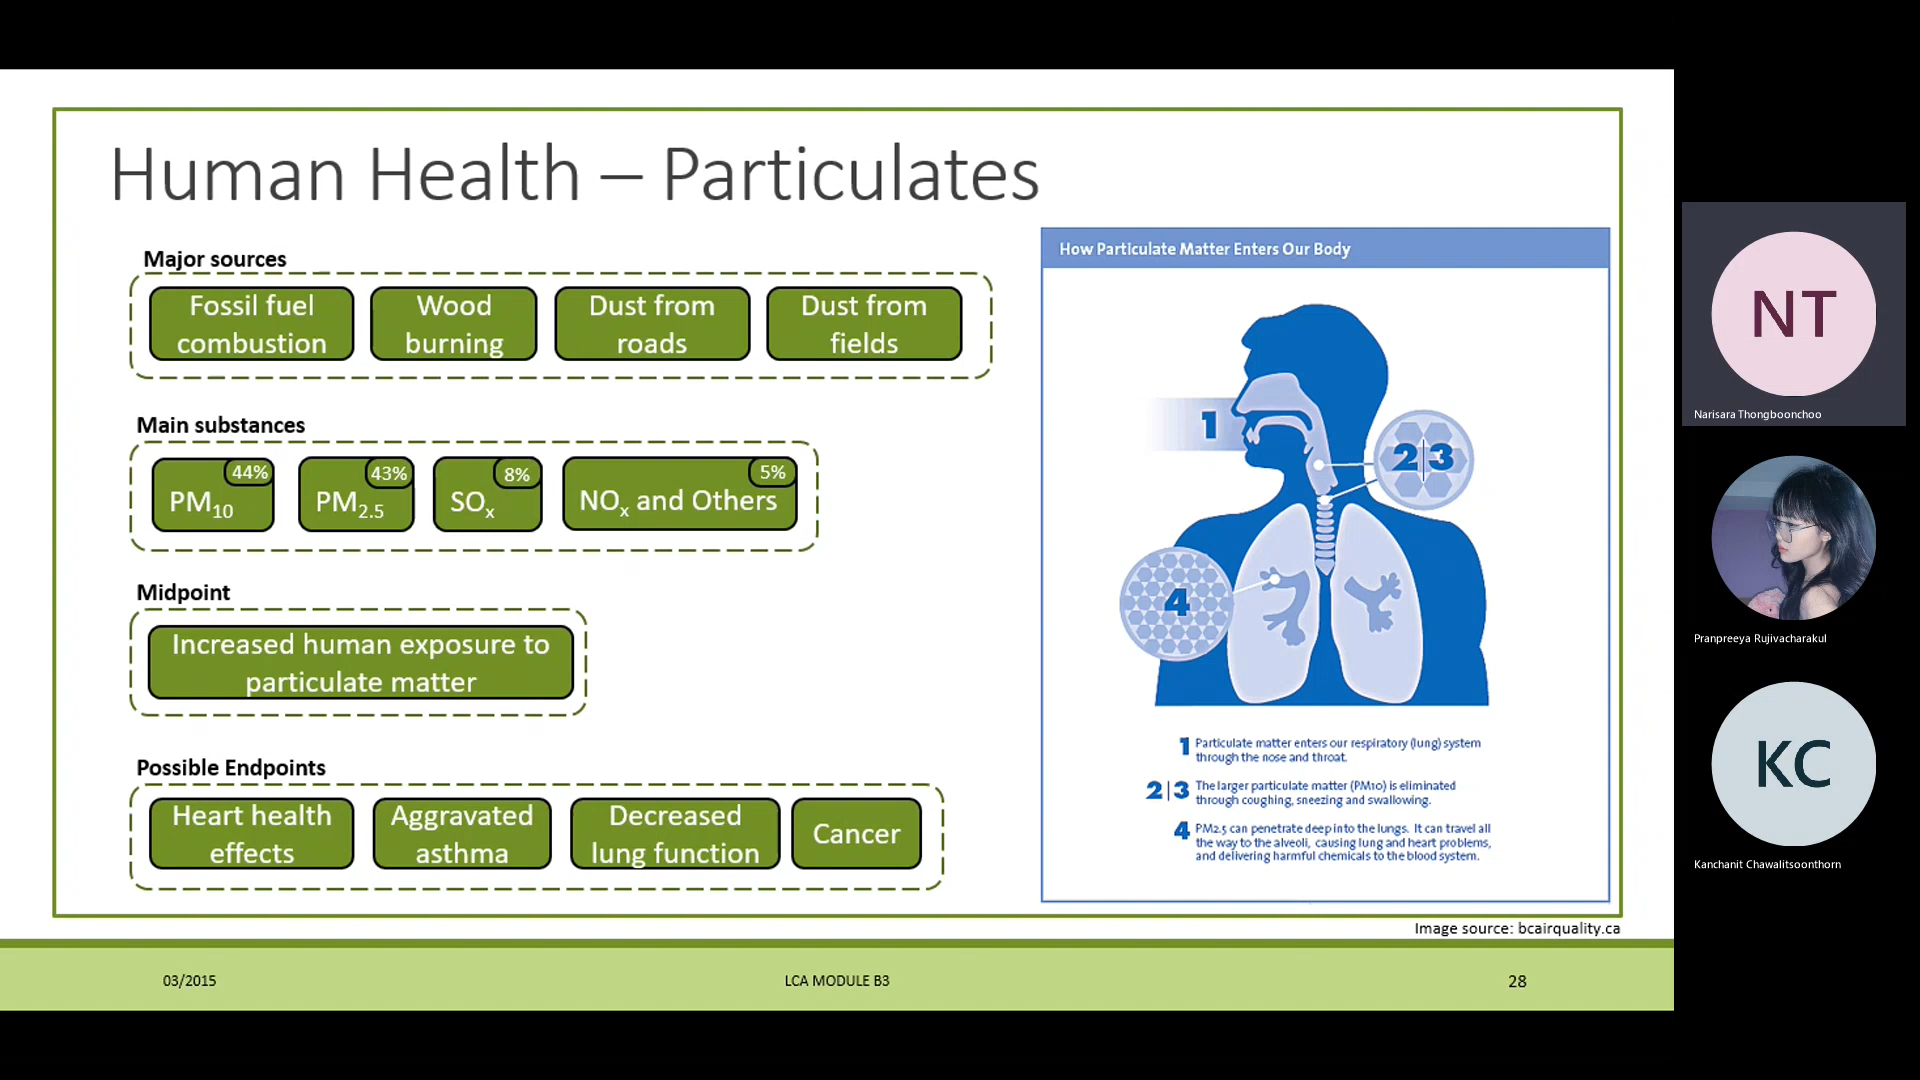 Human Health – Particulates
Major sources
Fossil fuel
combustion
Wood
burning
Dust from
roads
Dust from
fields
Main substances
44%
PM10
43%
PM2.5
8%
SOx
5%
NOx and Others
Midpoint
Increased human exposure to
particulate matter
Possible Endpoints
Heart health
effects
Aggravated
asthma
Decreased
lung function
Cancer
How Particulate Matter Enters Our Body
1
2|3
4
1 Particulate matter enters our respiratory (lung) system
through the nose and throat.
2|3 The larger particulate matter (PM10) is eliminated
through coughing, sneezing and swallowing.
4 PM2.5 can penetrate deep into the lungs. It can travel all
the way to the alveoli, causing lung and heart problems,
and delivering harmful chemicals to the blood system.
Image source: bcairquality.ca
03/2015
LCA MODULE B3
28
NT
Narisara Thongboonchoo
Pranpreeya Rujivacharakul
KC
Kanchanit Chawalitsoonthorn